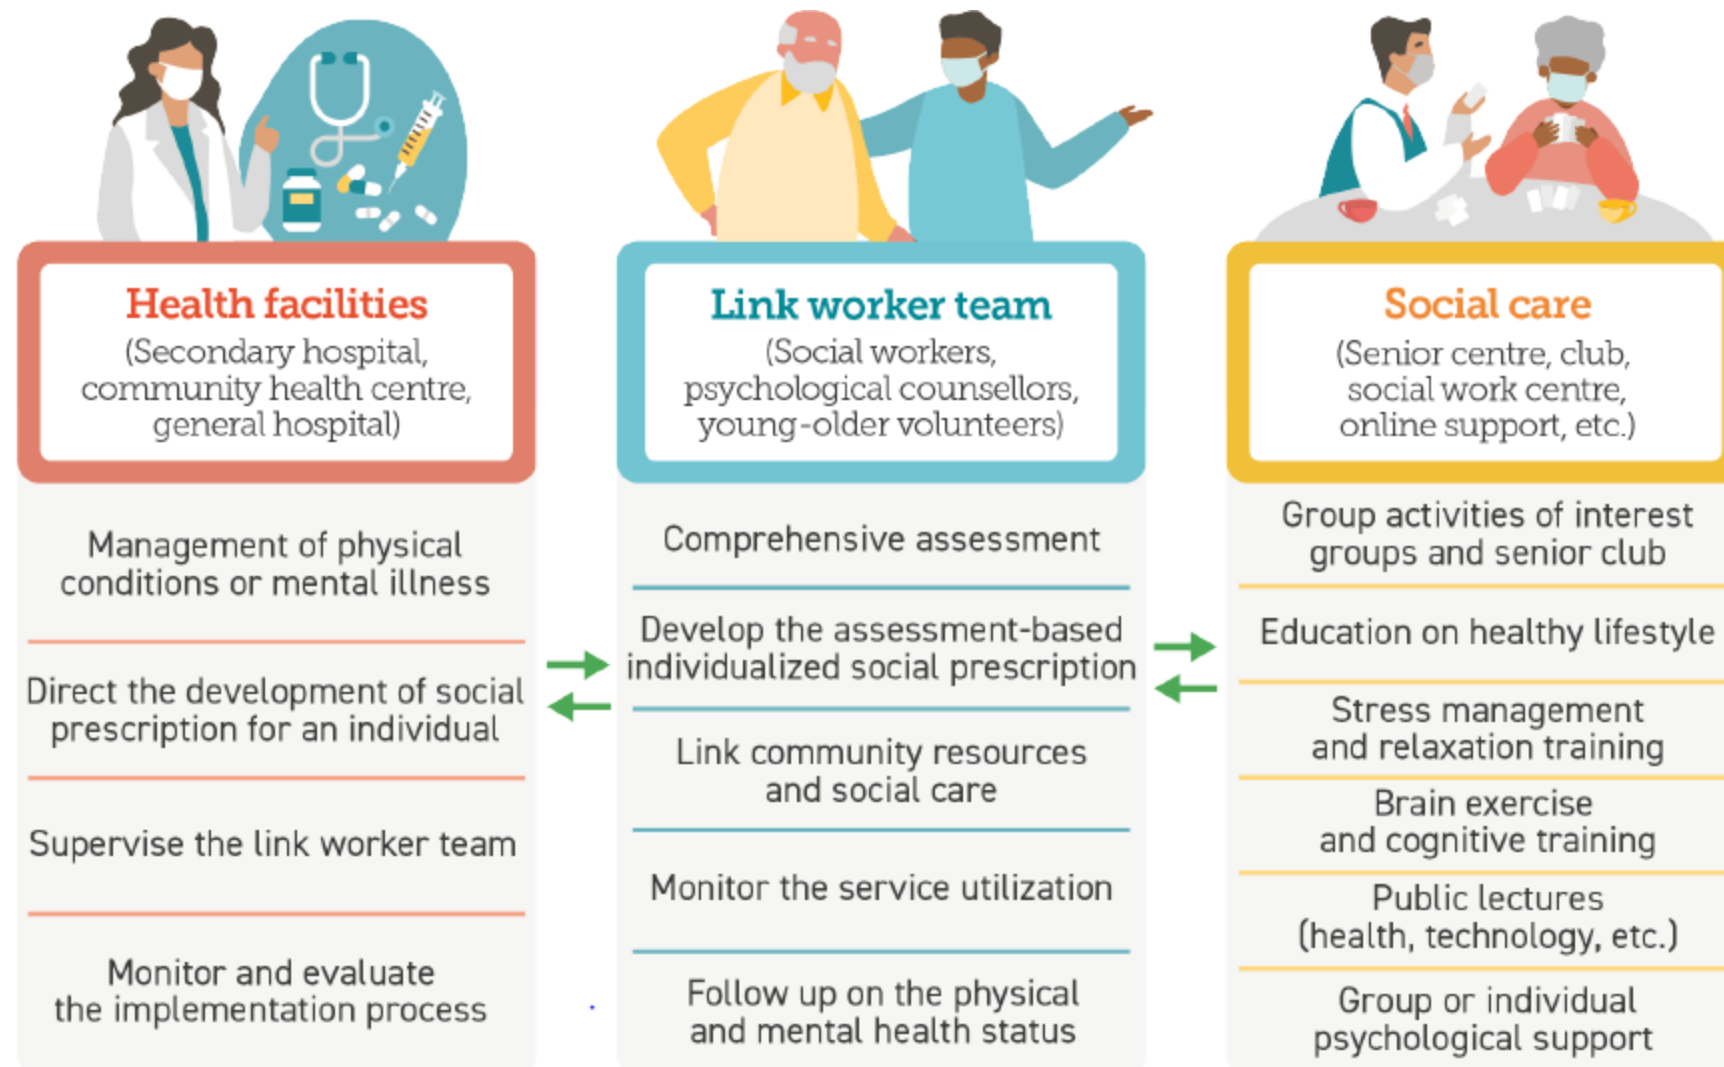 Health facilities
(Secondary hospital,
community health centre,
general hospital)
Management of physical
conditions or mental illness
Direct the development of social
prescription for an individual
Supervise the link worker team
Monitor and evaluate
the implementation process
Link worker team
(Social workers,
psychological counsellors,
young-older volunteers)
Comprehensive assessment
Develop the assessment-based
individualized social prescription
Link community resources
and social care
Monitor the service utilization
Follow up on the physical
and mental health status
Social care
(Senior centre, club,
social work centre,
online support, etc.)
Group activities of interest
groups and senior club
Education on healthy lifestyle
Stress management
and relaxation training
Brain exercise
and cognitive training
Public lectures
(health, technology, etc.)
Group or individual
psychological support